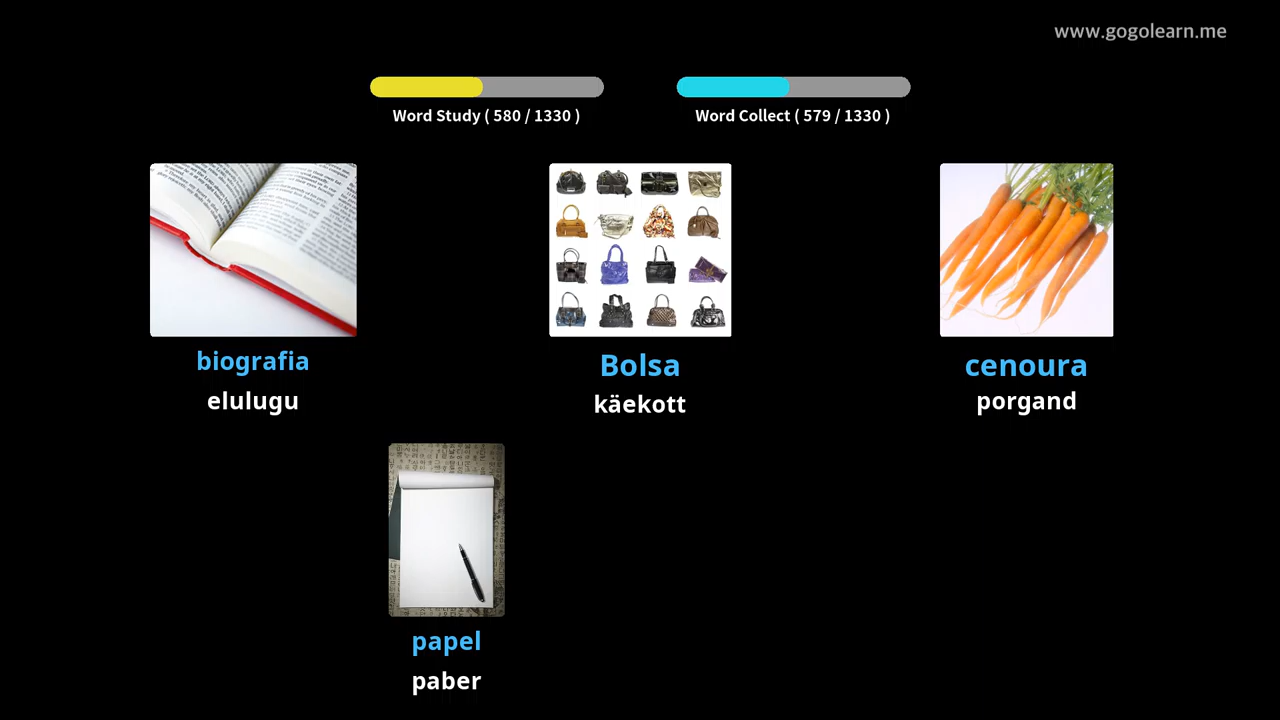 www.gogolearn.me
Word Study ( 580 / 1330 )
Word Collect ( 579 / 1330 )
biografia
elulugu
Bolsa
käekott
cenoura
porgand
papel
paber